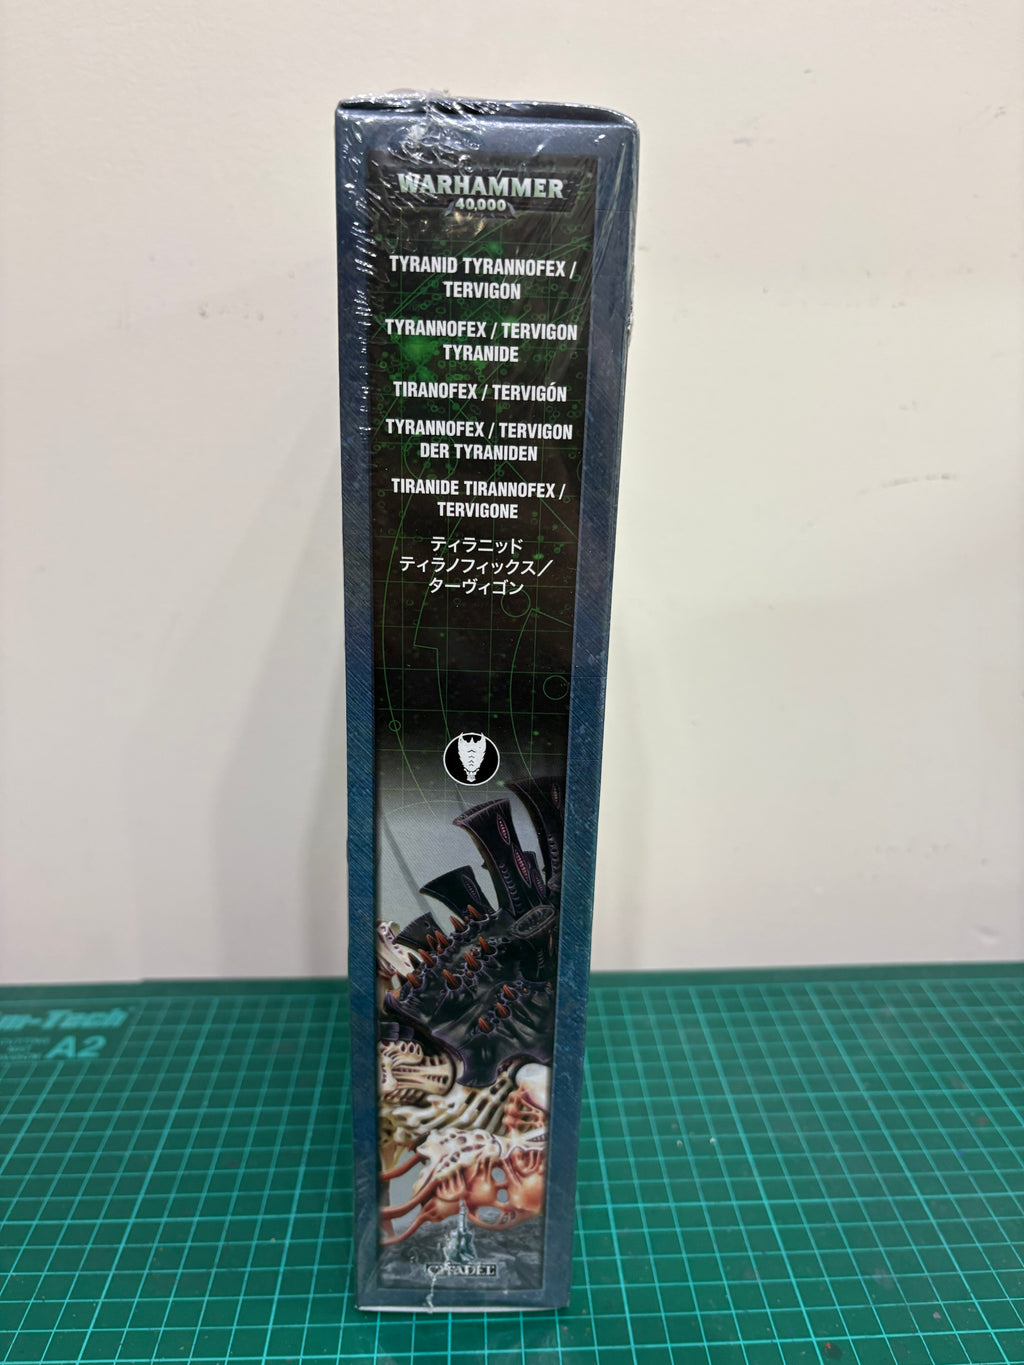 WARHAMMER
40,000
TYRANID TYRANNOFEX /
TERVIGON
TYRANNOFEX / TERVIGON
TYRANIDE
TIRANOFEX / TERVIGÓN
TYRANNOFEX / TERVIGON
DER TYRANIDEN
TIRANIDE TIRANNOFEX /
TERVIGONE
ティラニッド
ティラノフィックス／
ターヴィゴン
A2
CITADEL